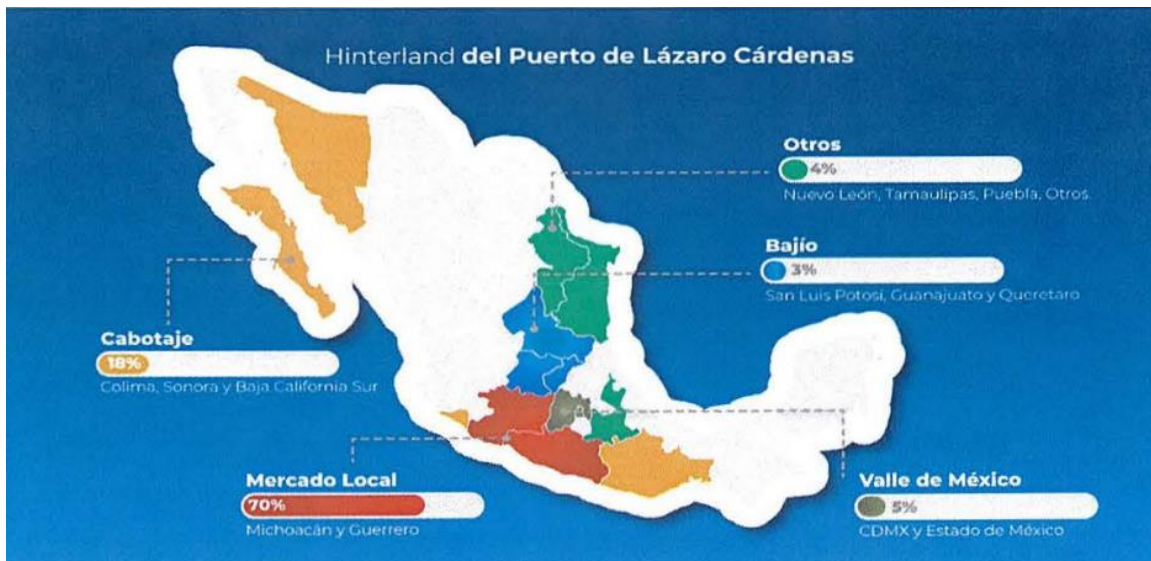 Hinterland del Puerto de Lázaro Cárdenas
Otros
4%
Nuevo León, Tamaulipas, Puebla, Otros
Bajío
3%
San Luis Potosí, Guanajuato y Queretaro
Cabotaje
18%
Colima, Sonora y Baja California Sur
Mercado Local
70%
Michoacán y Guerrero
Valle de México
5%
CDMX y Estado de México